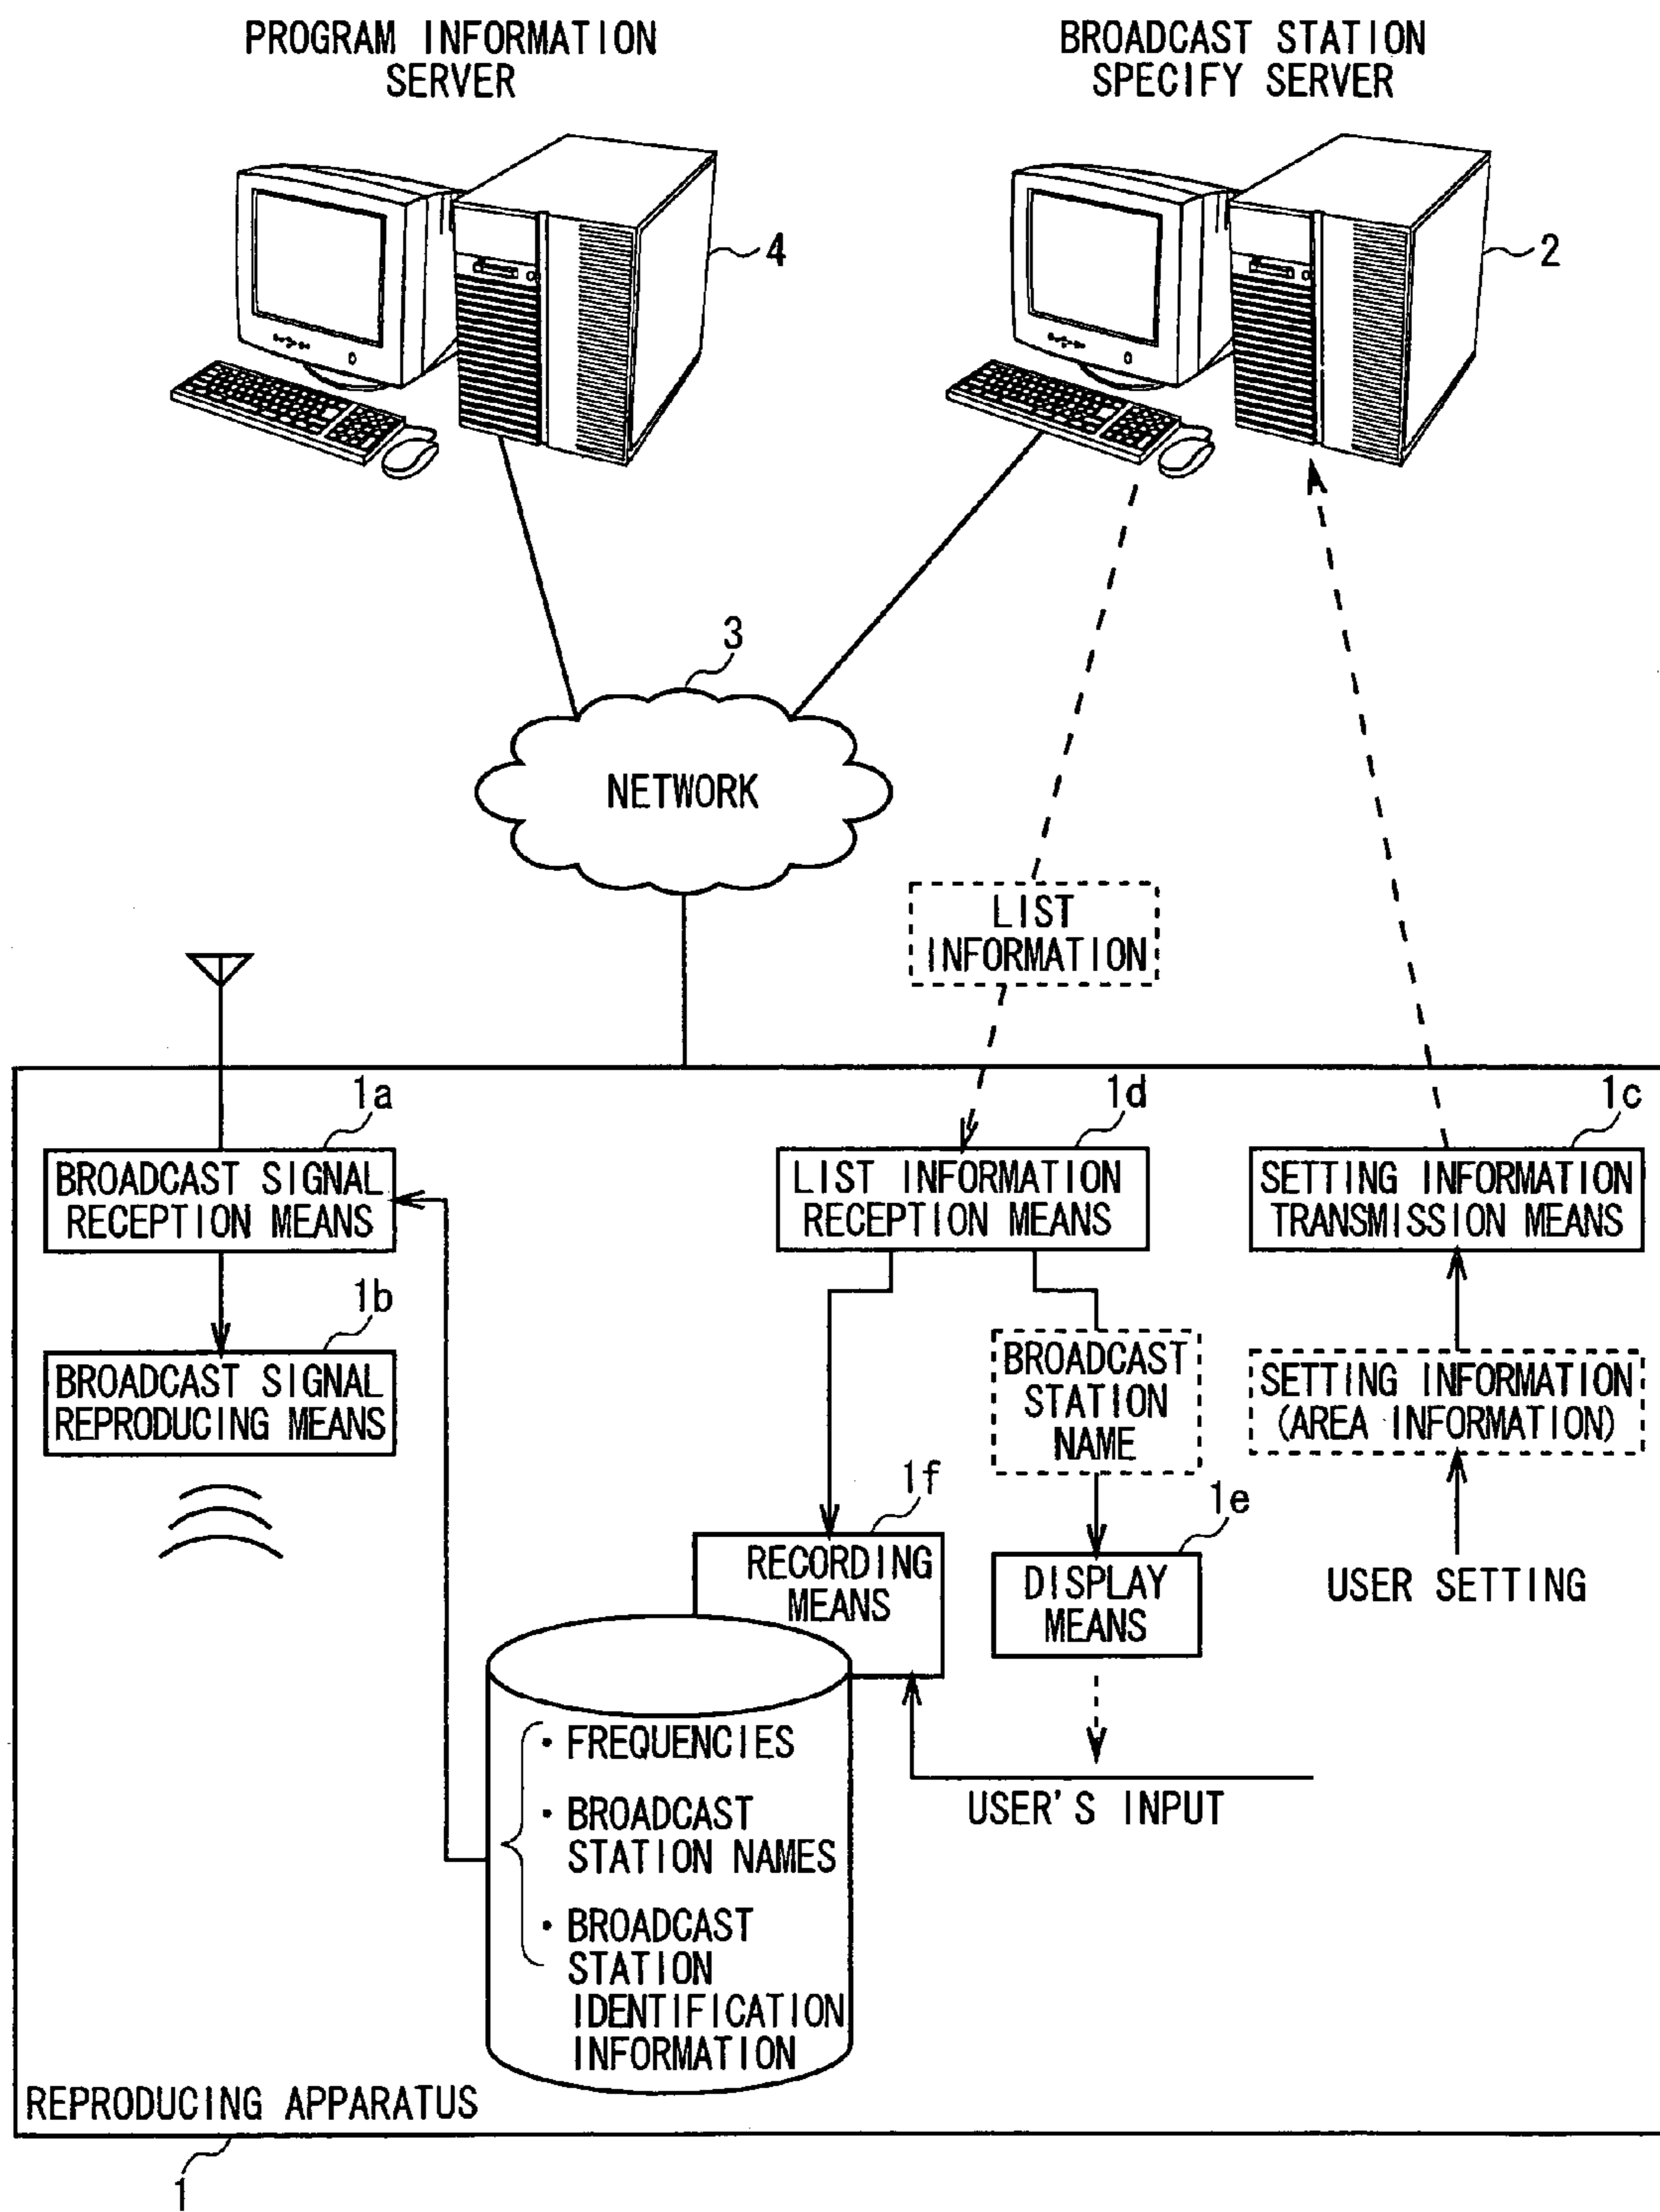 PROGRAM INFORMATION
SERVER
BROADCAST STATION
SPECIFY SERVER
4
2
3
NETWORK
LIST
INFORMATION
1a
1d
1c
BROADCAST SIGNAL
RECEPTION MEANS
LIST INFORMATION
RECEPTION MEANS
SETTING INFORMATION
TRANSMISSION MEANS
1b
BROADCAST SIGNAL
REPRODUCING MEANS
BROADCAST
STATION
NAME
SETTING INFORMATION
(AREA INFORMATION)
1f
1e
RECORDING
MEANS
DISPLAY
MEANS
USER SETTING
• FREQUENCIES
• BROADCAST
STATION NAMES
• BROADCAST
STATION
IDENTIFICATION
INFORMATION
USER'S INPUT
REPRODUCING APPARATUS
1